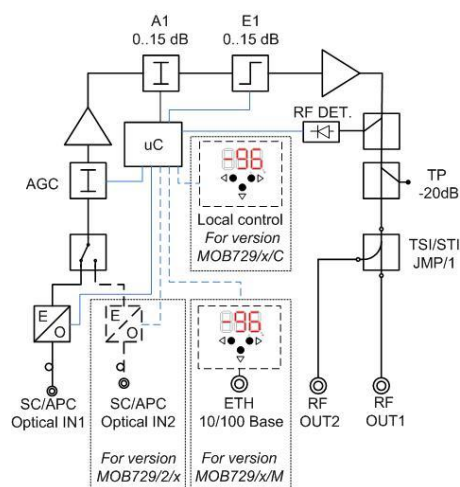 A1
0..15 dB
E1
0..15 dB
RF DET.
uC
-96
AGC
TP
-20dB
Local control
For version
MOB729/x/C
TSI/STI
JMP/1
E
O
E
O
-96
SC/APC
Optical IN1
SC/APC
Optical IN2
ETH
10/100 Base
RF
OUT2
RF
OUT1
For version
MOB729/2/x
For version
MOB729/x/M